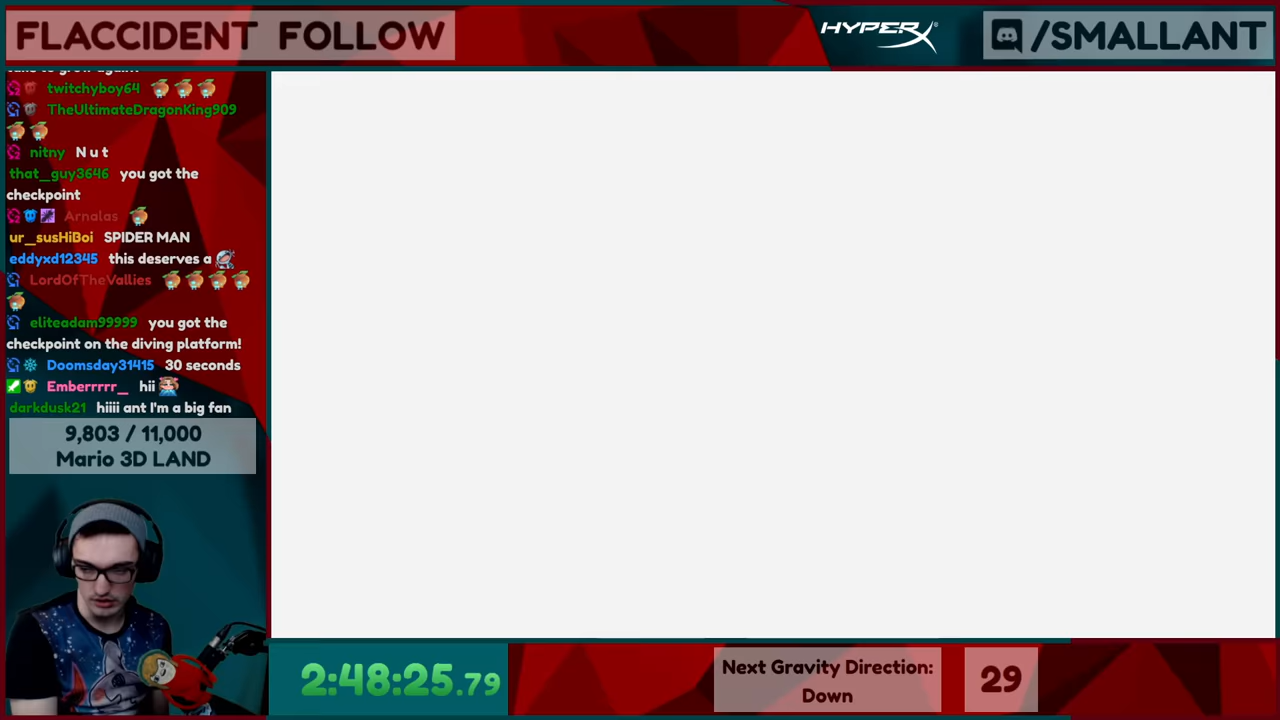 FLACCIDENT FOLLOW
HYPERX
/SMALLANT
twitchyboy64
TheUltimateDragonKing909
nitny N u t
that_guy3646 you got the
checkpoint
Arnalas
ur_susHiBoi SPIDER MAN
eddyxd12345 this deserves a
LordOfTheVallies
eliteadam99999 you got the
checkpoint on the diving platform!
Doomsday31415 30 seconds
Emberrrrr_ hii
darkdusk21 hiiii ant I'm a big fan
9,803 / 11,000
Mario 3D LAND
2:48:25.79
Next Gravity Direction:
Down
29